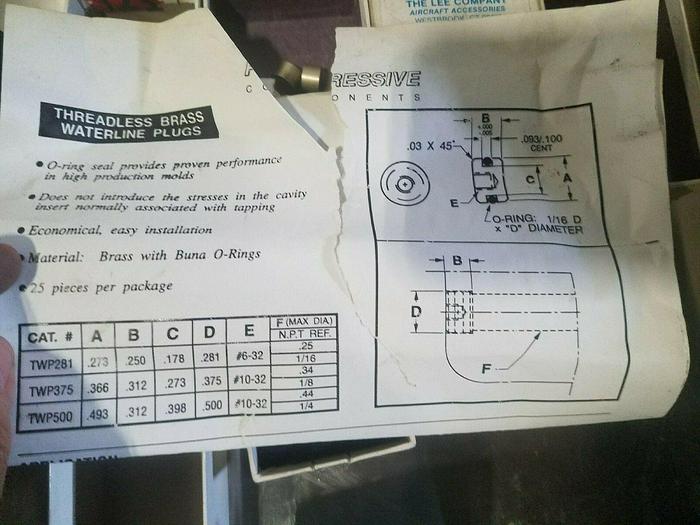 THE LEE COMPANY
AIRCRAFT ACCESSORIES
RESSIVE
ONENTS
THREADLESS BRASS
WATERLINE PLUGS
● O-ring seal provides proven performance
in high production molds
● Does not introduce the stresses in the cavity
insert normally associated with tapping
● Economical, easy installation
Material: Brass with Buna O-Rings
● 25 pieces per package
CAT. # A B C D E F (MAX DIA) N.P.T REF.
TWP281 .273 .250 .178 .281 #6-32 .25 1/16
TWP375 .366 .312 .273 .375 #10-32 .34 1/8
TWP500 .493 .312 .398 .500 #10-32 .44 1/4
B
+.000
-.005
.093/.100
CENT
.03 X 45°
C
A
E
O-RING: 1/16 D
x "D" DIAMETER
B
D
F